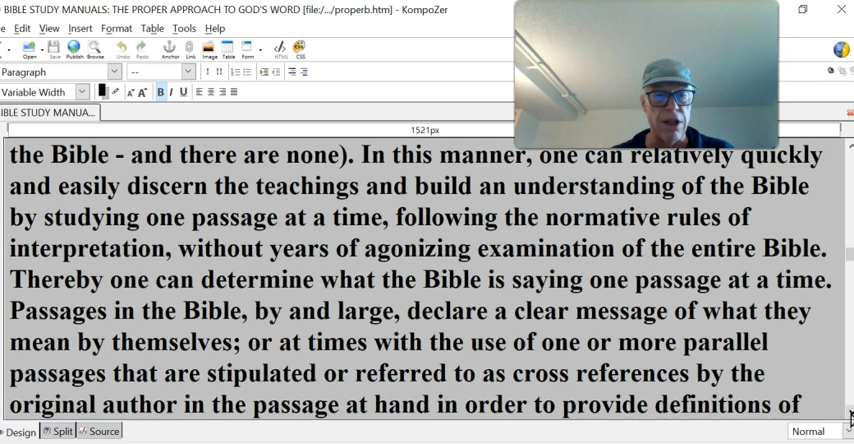 BIBLE STUDY MANUALS: THE PROPER APPROACH TO GOD'S WORD [file:/.../properb.htm] - KompoZer
Edit View Insert Format Table Tools Help
Open Save Publish Browse Undo Redo Anchor Link Image Table Form HTML CSS
Paragraph --
Variable Width B I U
IBLE STUDY MANUA...
1521px
the Bible - and there are none). In this manner, one can relatively quickly
and easily discern the teachings and build an understanding of the Bible
by studying one passage at a time, following the normative rules of
interpretation, without years of agonizing examination of the entire Bible.
Thereby one can determine what the Bible is saying one passage at a time.
Passages in the Bible, by and large, declare a clear message of what they
mean by themselves; or at times with the use of one or more parallel
passages that are stipulated or referred to as cross references by the
original author in the passage at hand in order to provide definitions of
Design Split Source Normal